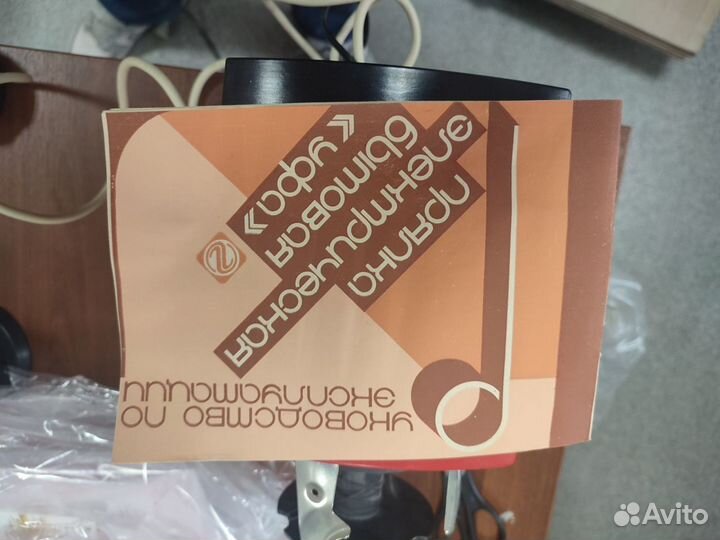 руководство по
эксплуатации
прялка
электрическая
бытовая
«уфа»
Avito